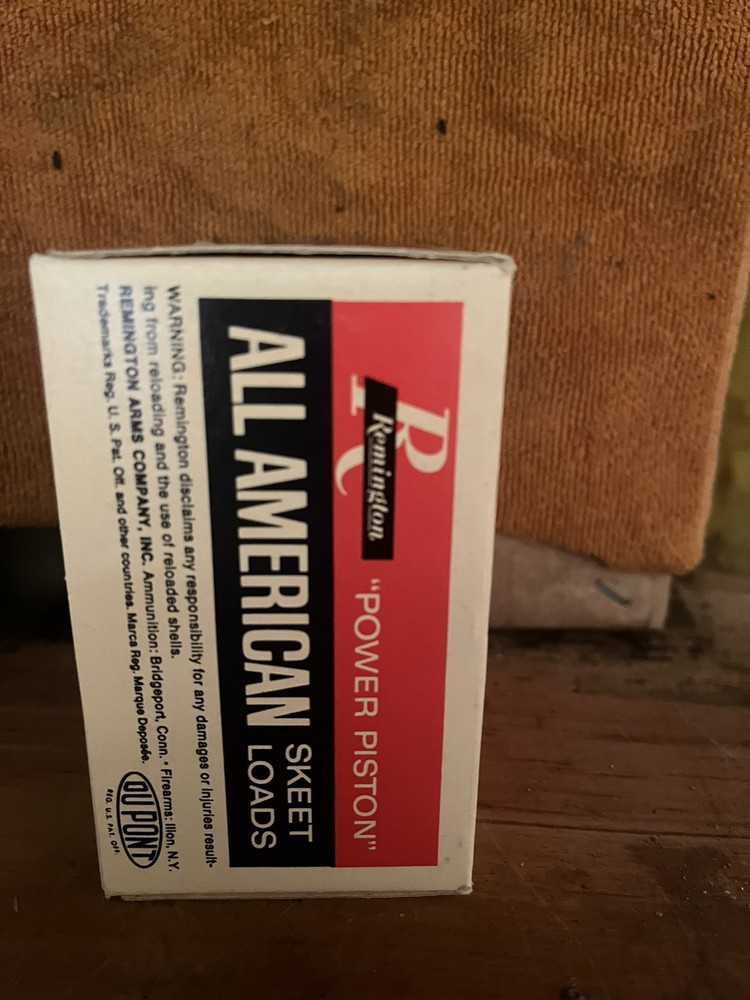 R
Remington
"POWER PISTON"
ALL AMERICAN SKEET LOADS
WARNING: Remington disclaims any responsibility for any damages or injuries result-
ing from reloading and the use of reloaded shells.
REMINGTON ARMS COMPANY, INC. Ammunition: Bridgeport, Conn. • Firearms: Ilion, N.Y.
Trademarks Reg. U. S. Pat. Off. and other countries. Marca Reg. Marque Deposée.
DU PONT
REG. U.S. PAT. OFF.